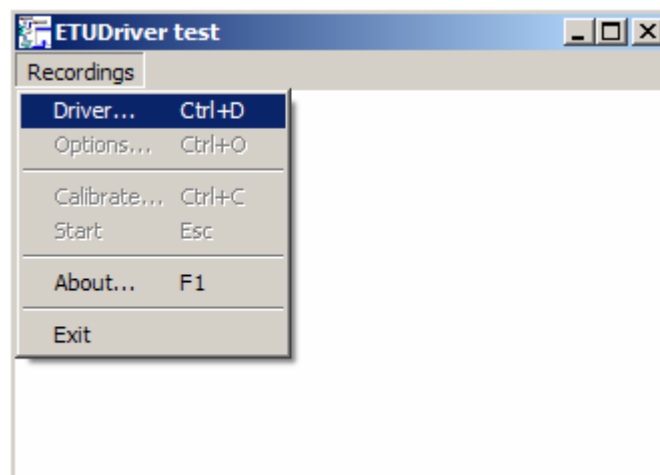 ETUDriver test
Recordings
Driver... Ctrl+D
Options... Ctrl+O
Calibrate... Ctrl+C
Start Esc
About... F1
Exit